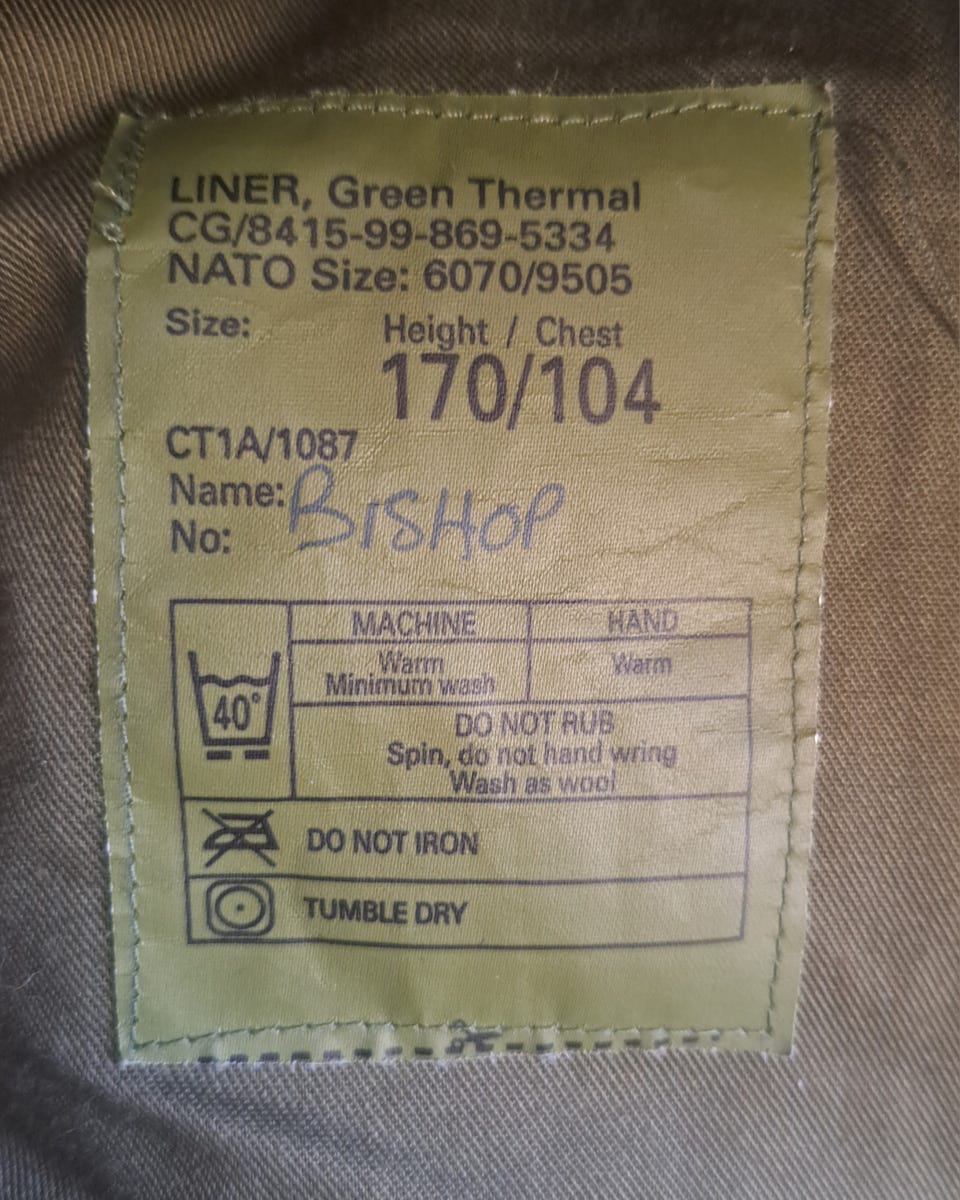 LINER, Green Thermal
CG/8415-99-869-5334
NATO Size: 6070/9505
Size: Height / Chest
170/104
CT1A/1087
Name: BISHOP
No:
MACHINE HAND
Warm Warm
Minimum wash
40°
DO NOT RUB
Spin, do not hand wring
Wash as wool
DO NOT IRON
TUMBLE DRY